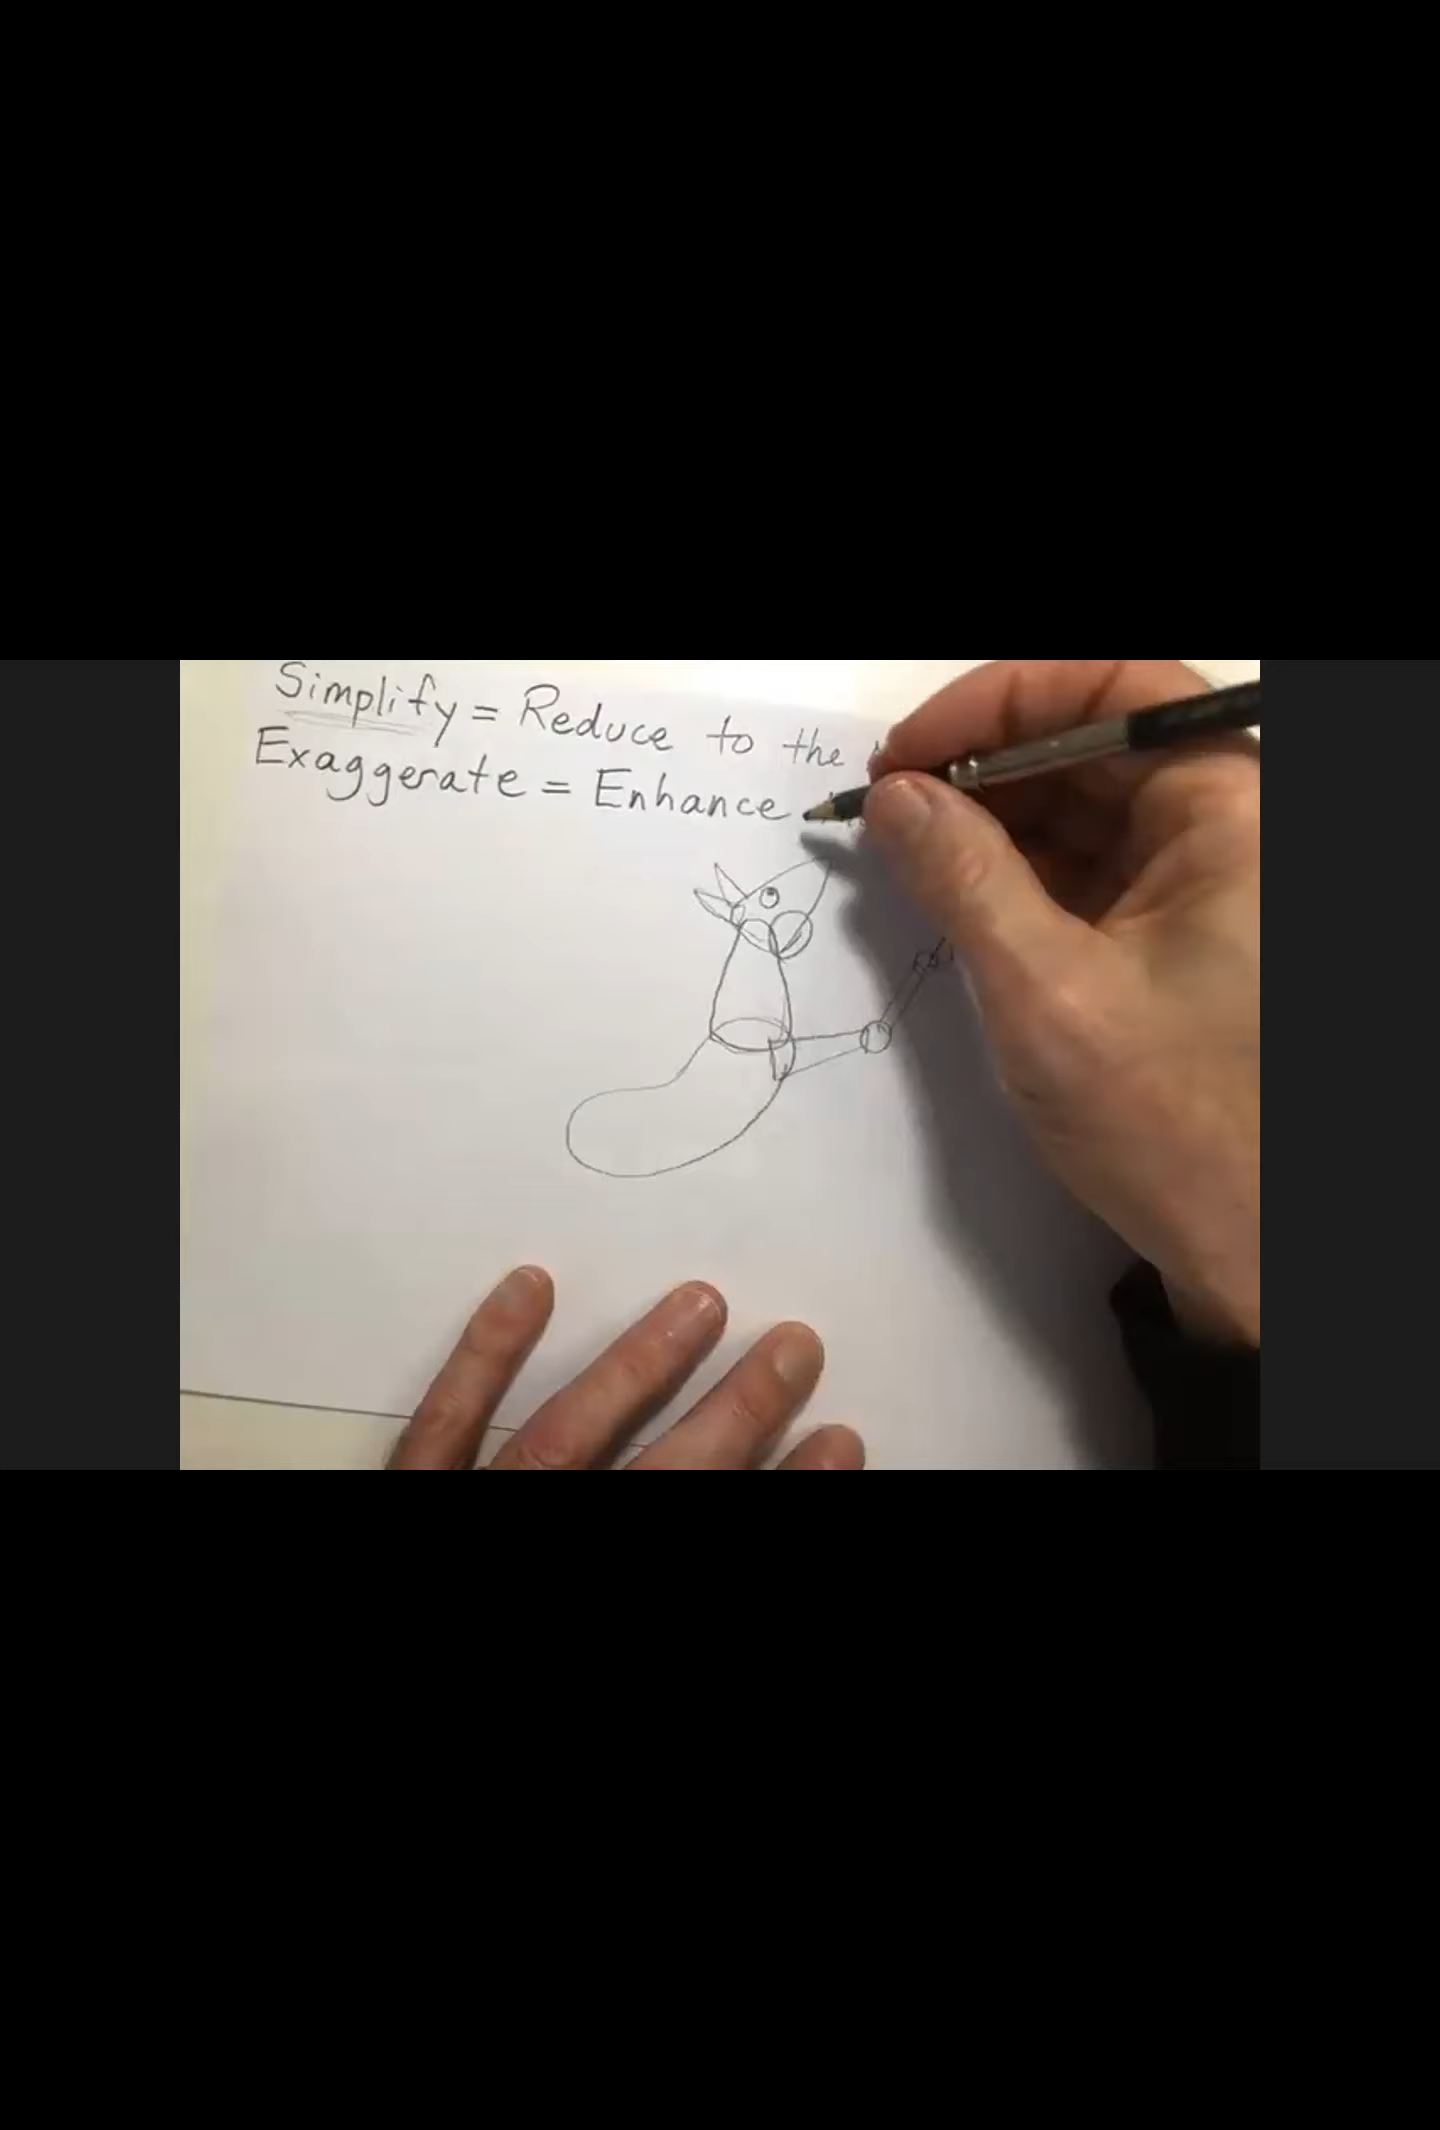 Simplify = Reduce to the
Exaggerate = Enhance